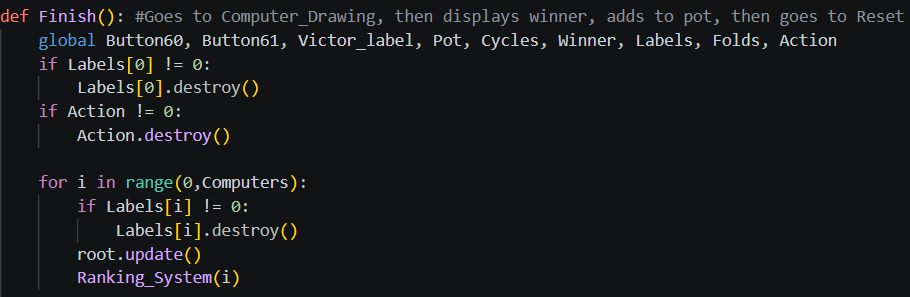 def Finish(): #Goes to Computer_Drawing, then displays winner, adds to pot, then goes to Reset
    global Button60, Button61, Victor_label, Pot, Cycles, Winner, Labels, Folds, Action
    if Labels[0] != 0:
        Labels[0].destroy()
    if Action != 0:
        Action.destroy()

    for i in range(0,Computers):
        if Labels[i] != 0:
            Labels[i].destroy()
        root.update()
        Ranking_System(i)